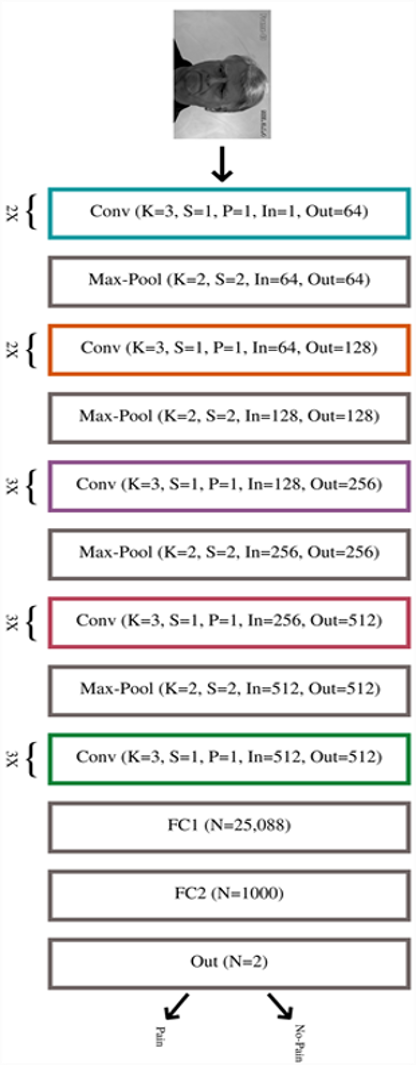 2X
Conv (K=3, S=1, P=1, In=1, Out=64)
Max-Pool (K=2, S=2, In=64, Out=64)
2X
Conv (K=3, S=1, P=1, In=64, Out=128)
Max-Pool (K=2, S=2, In=128, Out=128)
3X
Conv (K=3, S=1, P=1, In=128, Out=256)
Max-Pool (K=2, S=2, In=256, Out=256)
3X
Conv (K=3, S=1, P=1, In=256, Out=512)
Max-Pool (K=2, S=2, In=512, Out=512)
3X
Conv (K=3, S=1, P=1, In=512, Out=512)
FC1 (N=25,088)
FC2 (N=1000)
Out (N=2)
Pain
No-Pain